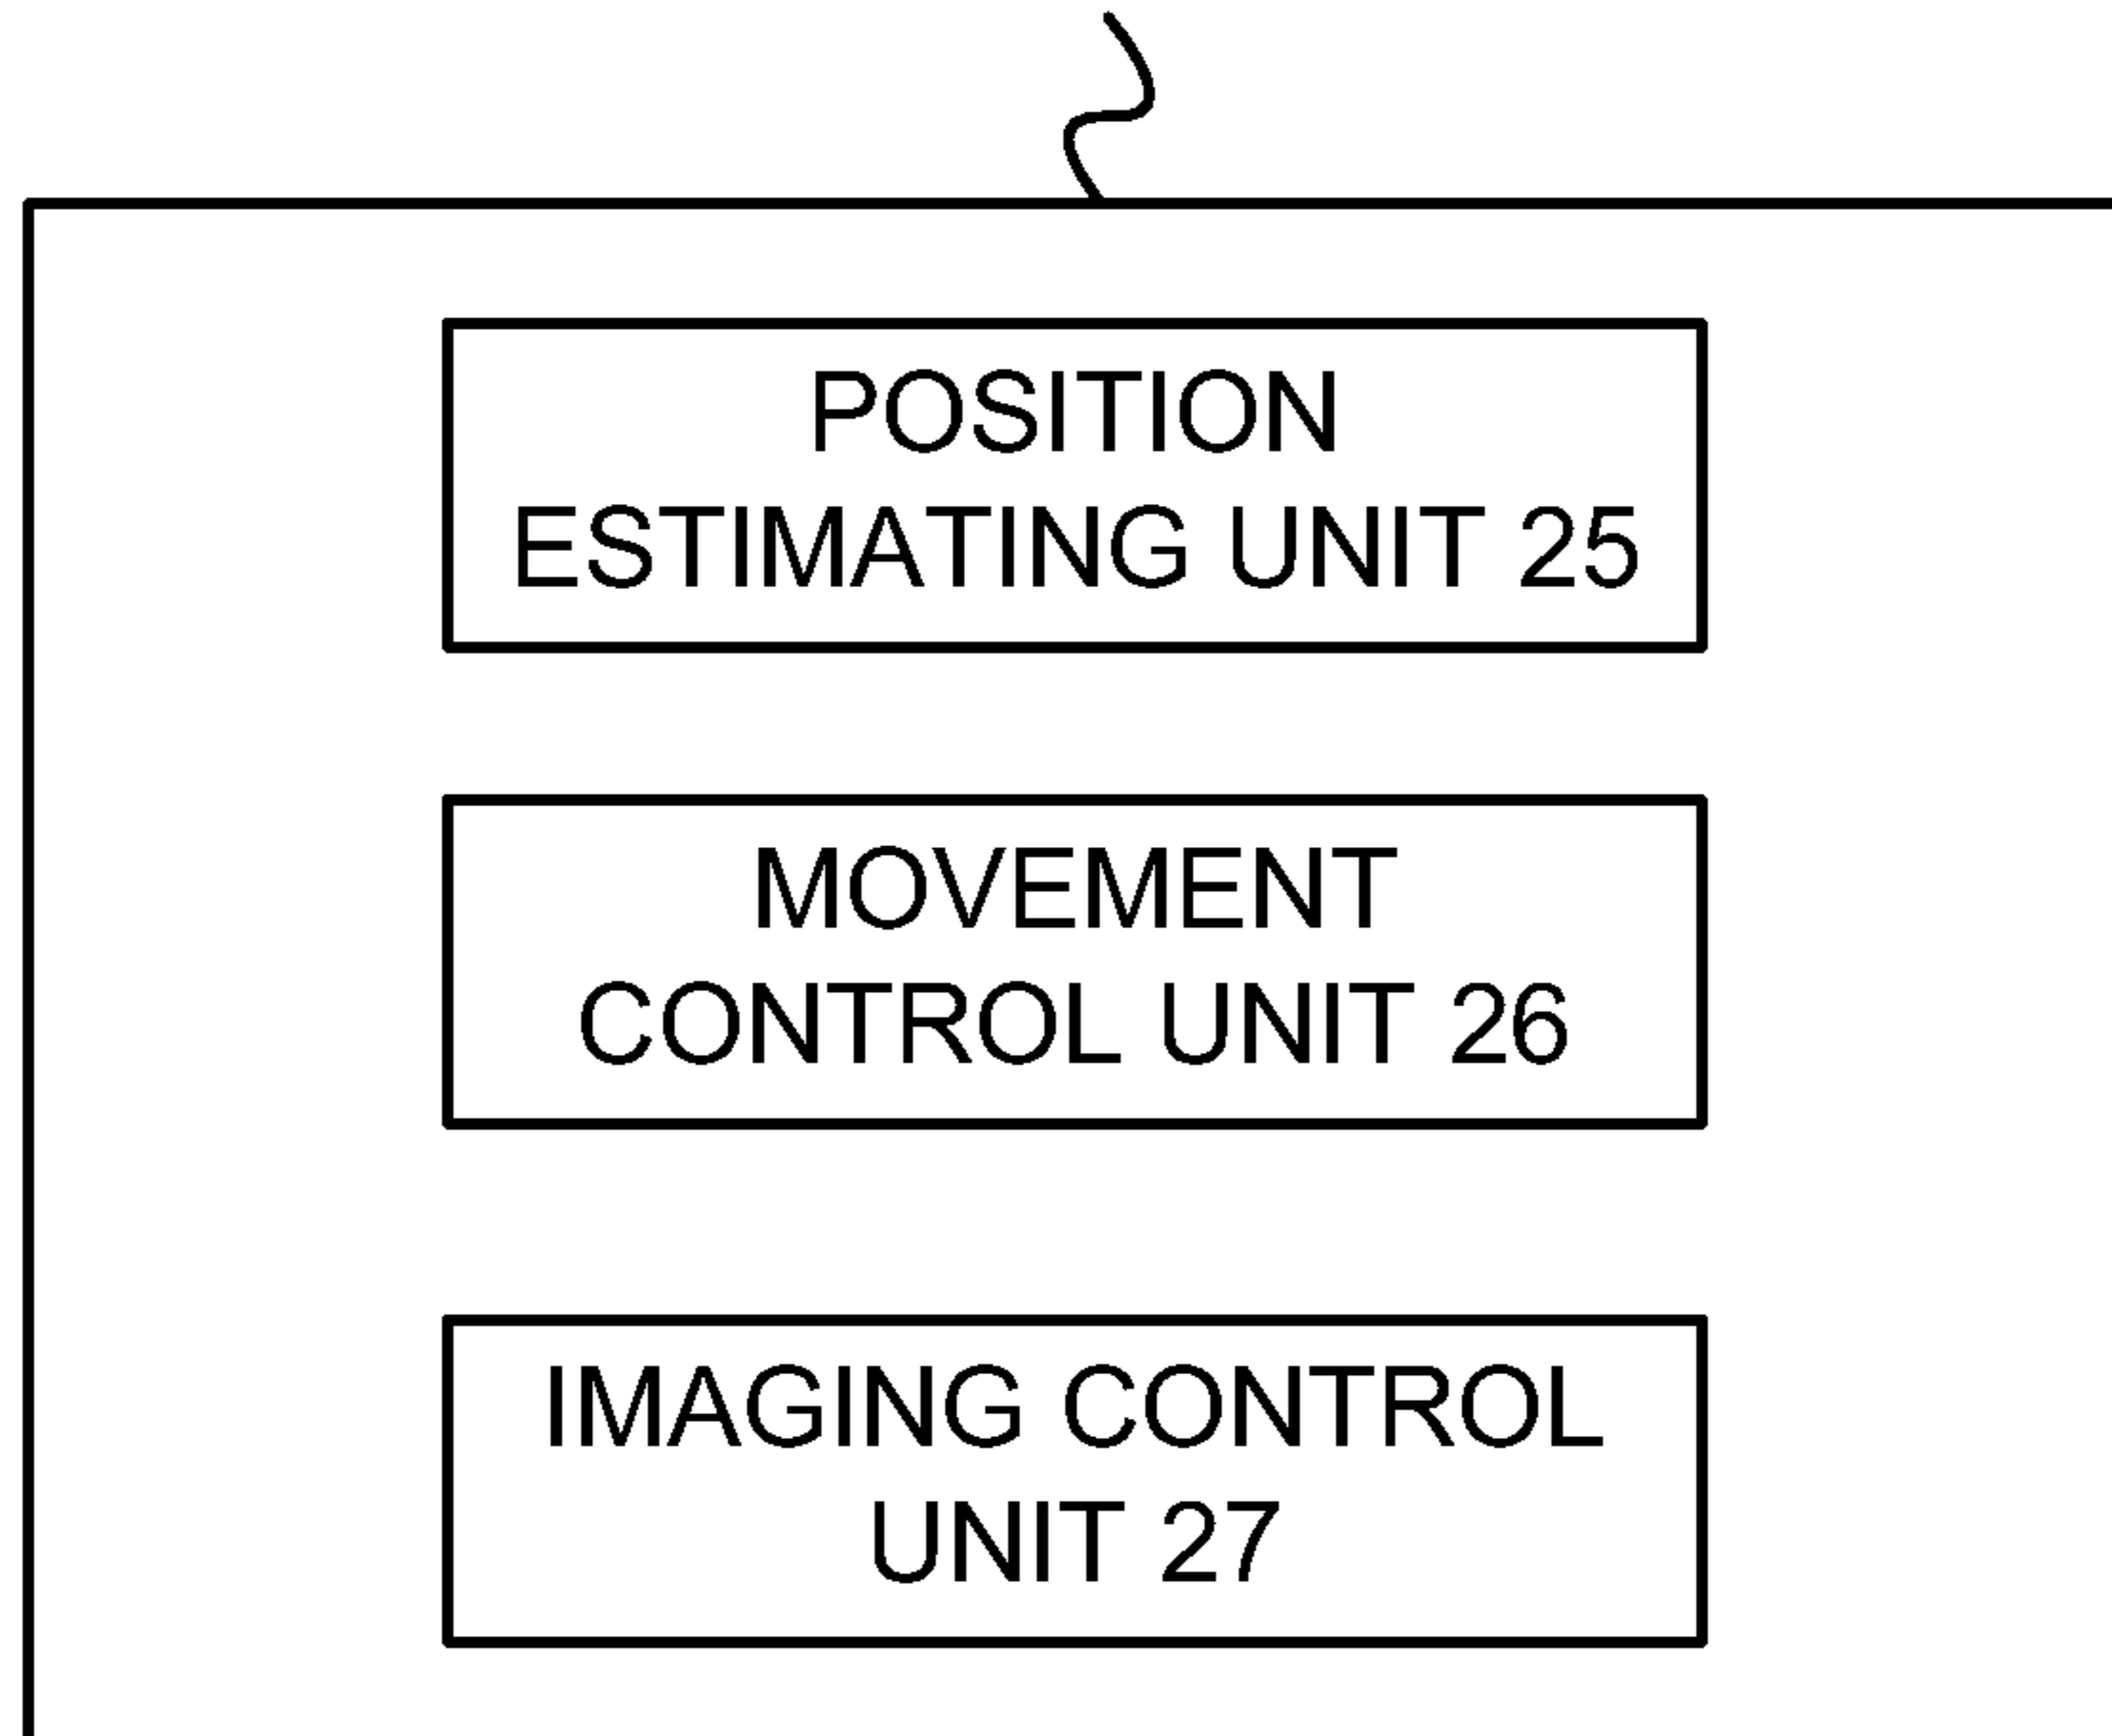 POSITION
ESTIMATING UNIT 25
MOVEMENT
CONTROL UNIT 26
IMAGING CONTROL
UNIT 27